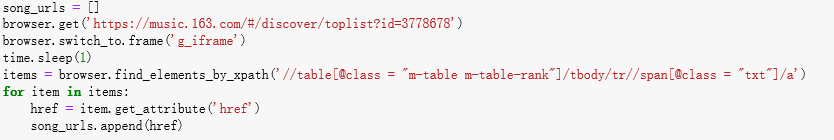 song_urls = []
browser.get('https://music.163.com/#/discover/toplist?id=3778678')
browser.switch_to.frame('g_iframe')
time.sleep(1)
items = browser.find_elements_by_xpath('//table[@class = "m-table m-table-rank"]/tbody/tr//span[@class = "txt"]/a')
for item in items:
    href = item.get_attribute('href')
    song_urls.append(href)